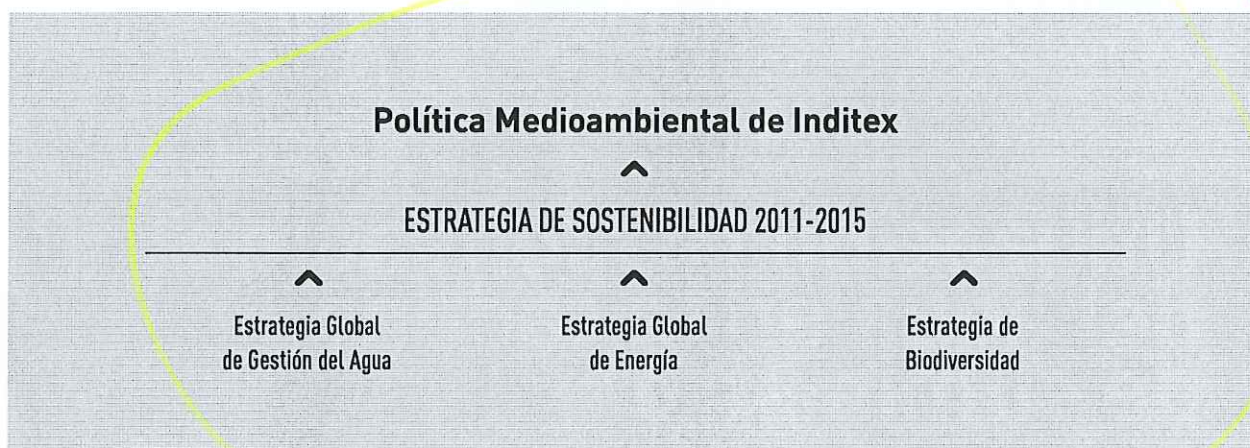 Política Medioambiental de Inditex
ESTRATEGIA DE SOSTENIBILIDAD 2011-2015
Estrategia Global
de Gestión del Agua
Estrategia Global
de Energía
Estrategia de
Biodiversidad